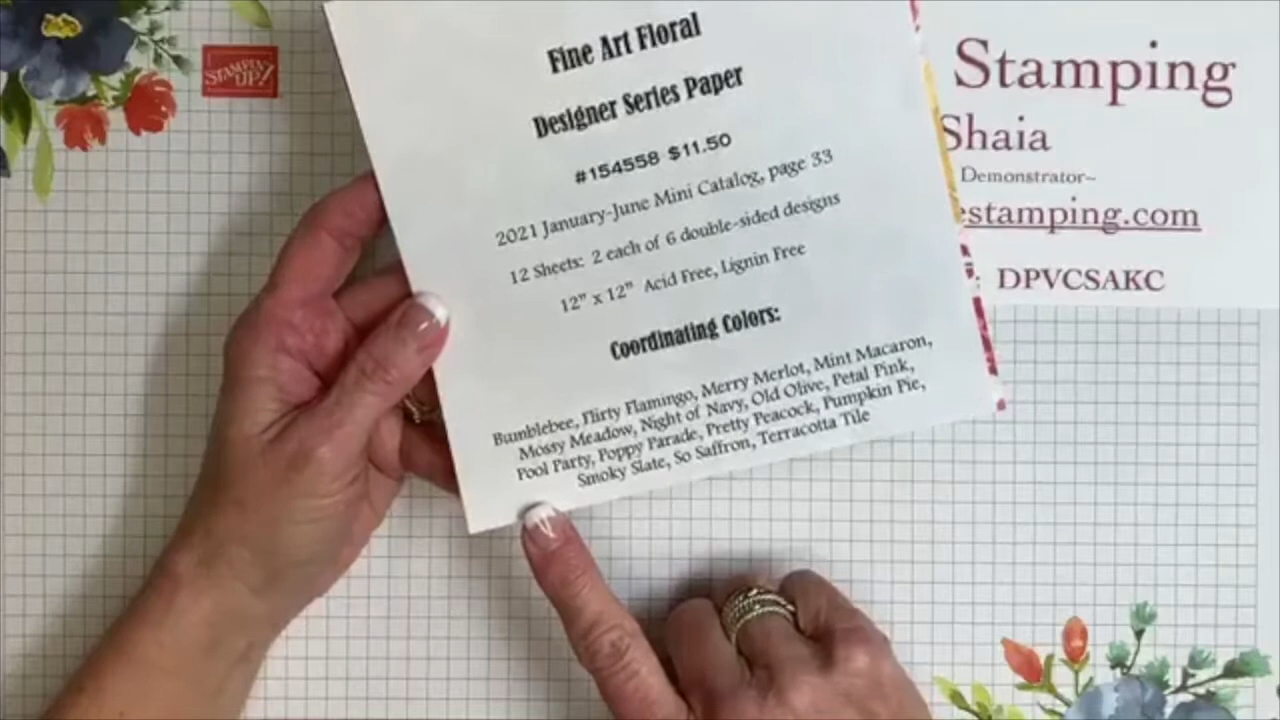 STAMPIN' UP!
Fine Art Floral
Designer Series Paper
#154558 $11.50
2021 January-June Mini Catalog, page 33
12 Sheets: 2 each of 6 double-sided designs
12" x 12" Acid Free, Lignin Free
Coordinating Colors:
Bumblebee, Flirty Flamingo, Merry Merlot, Mint Macaron,
Mossy Meadow, Night of Navy, Old Olive, Petal Pink,
Pool Party, Poppy Parade, Pretty Peacock, Pumpkin Pie,
Smoky Slate, So Saffron, Terracotta Tile
Stamping
Shaia
Demonstrator~
estamping.com
: DPVCSAKC